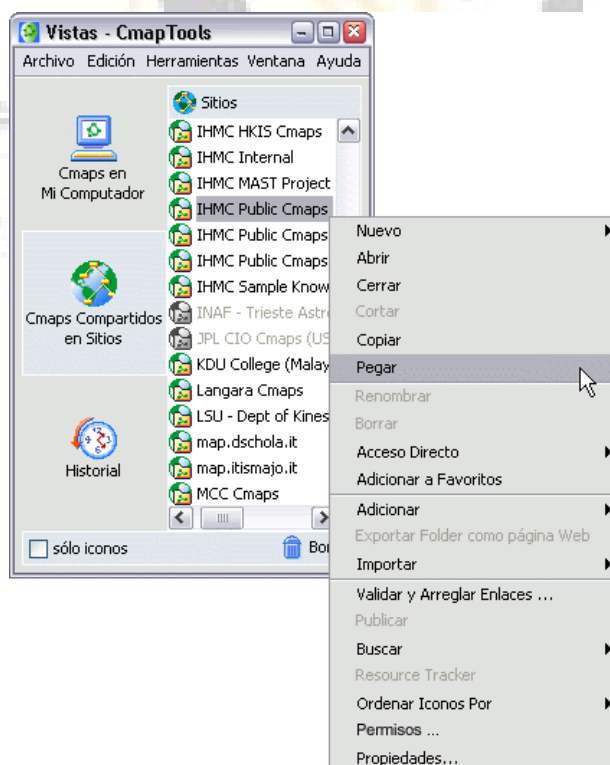 Vistas - CmapTools
Archivo Edición Herramientas Ventana Ayuda
Sitios
IHMC HKIS Cmaps
IHMC Internal
IHMC MAST Project
IHMC Public Cmaps
IHMC Public Cmaps
IHMC Public Cmaps
IHMC Sample Know
INAF - Trieste Astr
JPL CIO Cmaps (US
KDU College (Malay
Langara Cmaps
LSU - Dept of Kines
map.dschola.it
map.itismajo.it
MCC Cmaps
Cmaps en
Mi Computador
Cmaps Compartidos
en Sitios
Historial
sólo iconos
Bo
Nuevo
Abrir
Cerrar
Cortar
Copiar
Pegar
Renombrar
Borrar
Acceso Directo
Adicionar a Favoritos
Adicionar
Exportar Folder como página Web
Importar
Validar y Arreglar Enlaces ...
Publicar
Buscar
Resource Tracker
Ordenar Iconos Por
Permisos ...
Propiedades...